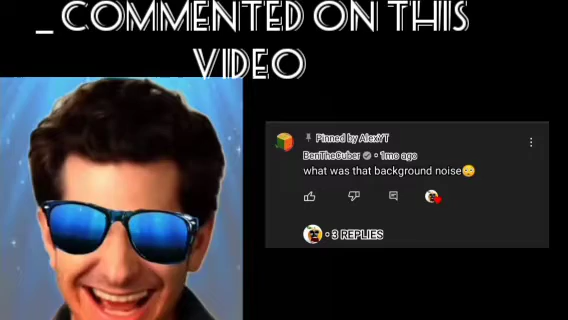 _ COMMENTED ON THIS
VIDEO
Pinned by AlexYT
BenTheCuber • 1mo ago
what was that background noise😳
• 3 REPLIES